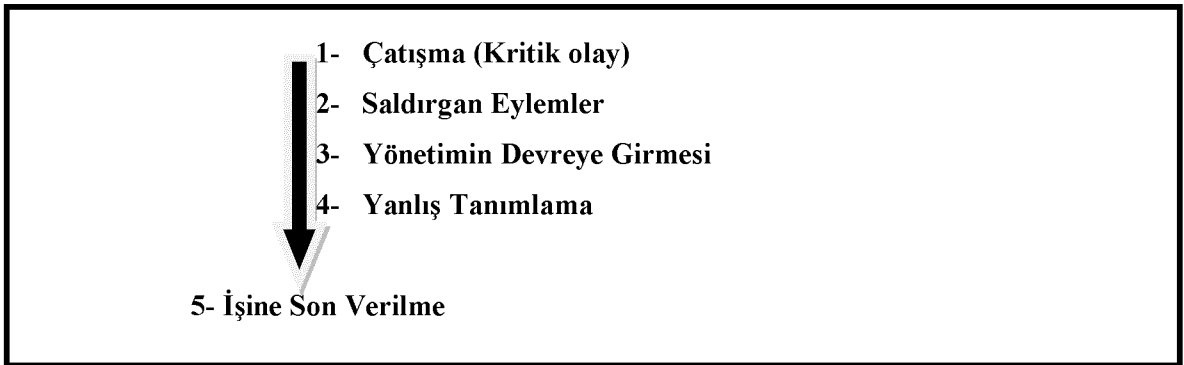 1- Çatışma (Kritik olay)
2- Saldırgan Eylemler
3- Yönetimin Devreye Girmesi
4- Yanlış Tanımlama
5- İşine Son Verilme